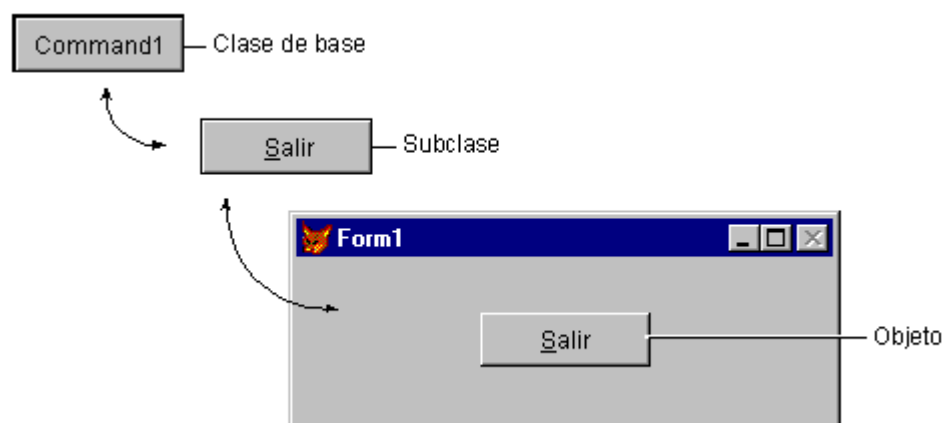 Command1
Clase de base
Salir
Subclase
Form1
Salir
Objeto